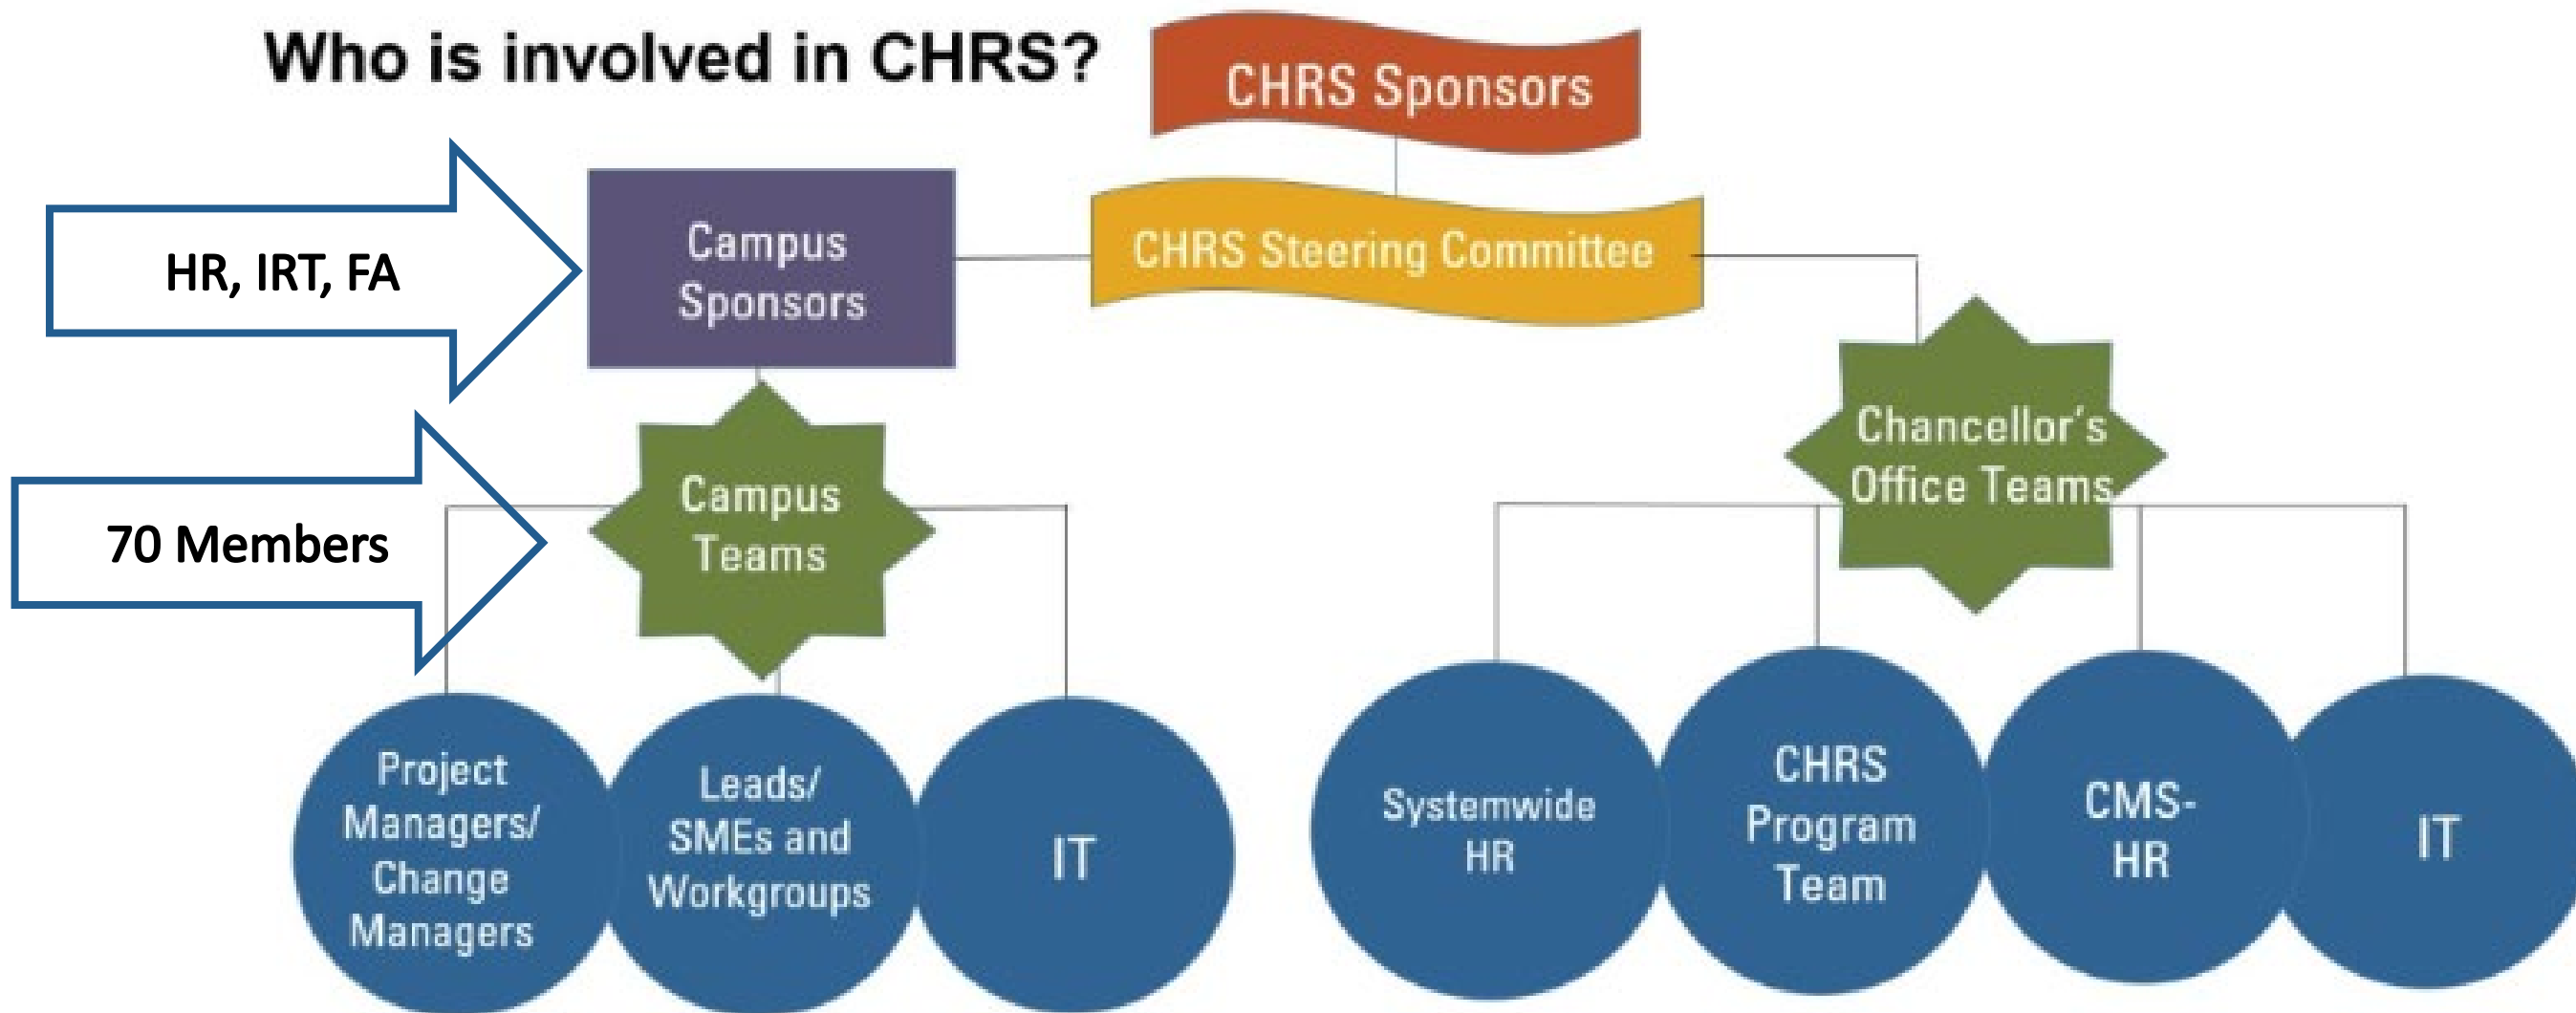 Who is involved in CHRS?
CHRS Sponsors
HR, IRT, FA
Campus
Sponsors
CHRS Steering Committee
70 Members
Campus
Teams
Chancellor's
Office Teams
Project
Managers/
Change
Managers
Leads/
SMEs and
Workgroups
IT
Systemwide
HR
CHRS
Program
Team
CMS-
HR
IT